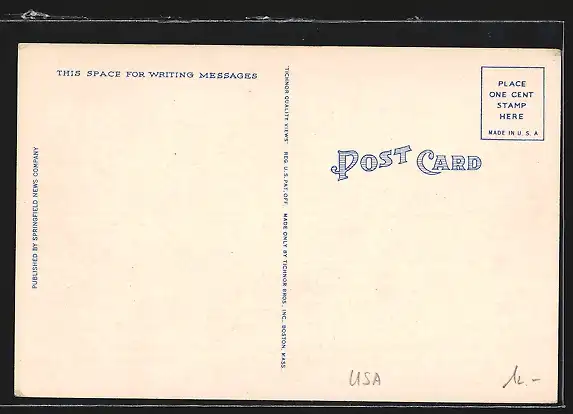 THIS SPACE FOR WRITING MESSAGES
PUBLISHED BY SPRINGFIELD NEWS COMPANY
"TICHNOR QUALITY VIEWS" REG. U.S. PAT. OFF. MADE ONLY BY TICHNOR BROS., INC., BOSTON, MASS.
POST CARD
PLACE
ONE CENT
STAMP
HERE
MADE IN U. S. A
USA